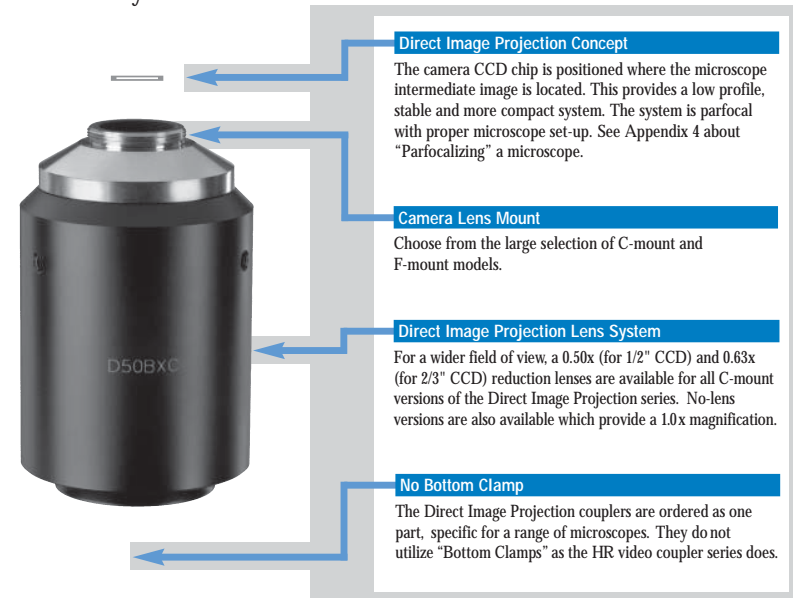 Direct Image Projection Concept
The camera CCD chip is positioned where the microscope
intermediate image is located. This provides a low profile,
stable and more compact system. The system is parfocal
with proper microscope set-up. See Appendix 4 about
“Parfocalizing” a microscope.
Camera Lens Mount
Choose from the large selection of C-mount and
F-mount models.
Direct Image Projection Lens System
For a wider field of view, a 0.50x (for 1/2" CCD) and 0.63x
(for 2/3" CCD) reduction lenses are available for all C-mount
versions of the Direct Image Projection series. No-lens
versions are also available which provide a 1.0x magnification.
D50BXC
No Bottom Clamp
The Direct Image Projection couplers are ordered as one
part, specific for a range of microscopes. They do not
utilize “Bottom Clamps” as the HR video coupler series does.